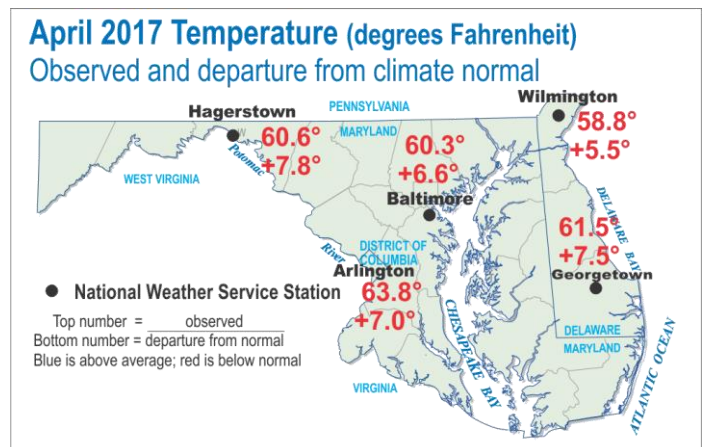 April 2017 Temperature (degrees Fahrenheit)
Observed and departure from climate normal
Wilmington
58.8°
+5.5°
Hagerstown
60.6°
+7.8°
PENNSYLVANIA
MARYLAND
60.3°
+6.6°
Baltimore
WEST VIRGINIA
Potomac
River
DISTRICT OF
COLUMBIA
Arlington
63.8°
+7.0°
DELAWARE BAY
61.5°
+7.5°
Georgetown
National Weather Service Station
Top number = observed
Bottom number = departure from normal
Blue is above average; red is below normal
CHESAPEAKE BAY
DELAWARE
MARYLAND
VIRGINIA
ATLANTIC OCEAN